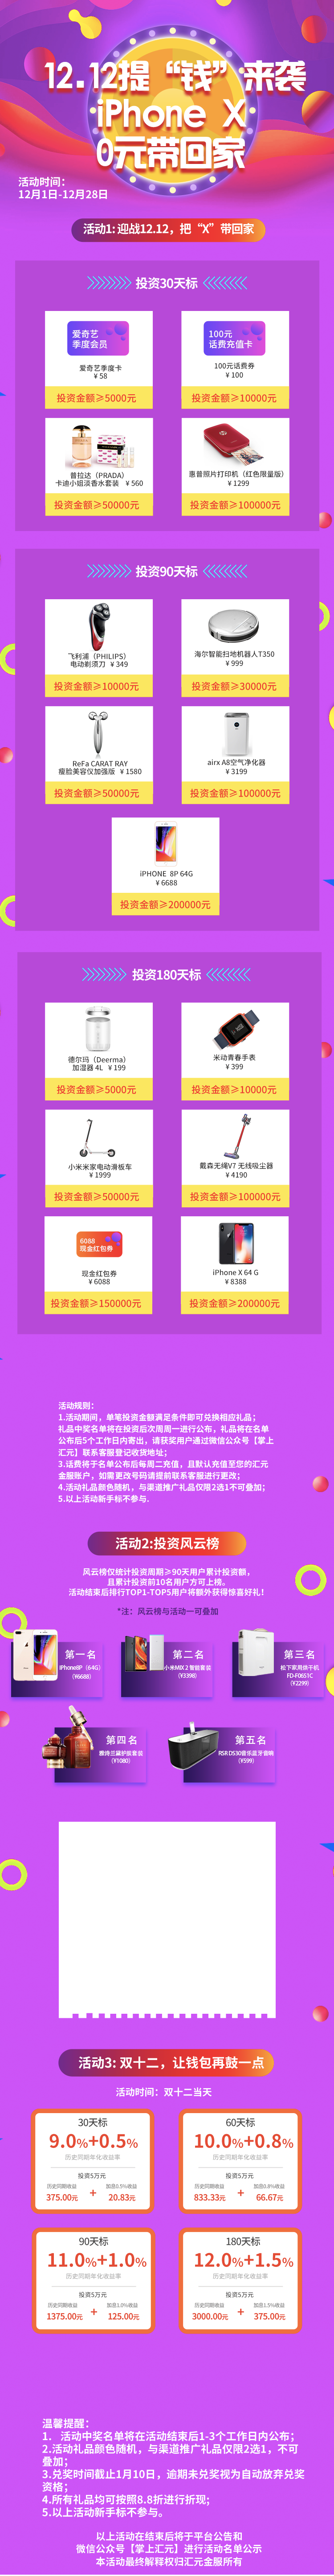 12.12提“钱”来袭
iPhone X
0元带回家
活动时间：
12月1日-12月28日
活动1: 迎战12.12，把“X”带回家
投资30天标
爱奇艺
季度会员
爱奇艺季度卡
¥ 58
投资金额≥5000元
100元
话费充值卡
100元话费券
¥ 100
投资金额≥10000元
普拉达（PRADA）
卡迪小姐淡香水套装 ¥ 560
投资金额≥50000元
惠普照片打印机（红色限量版）
¥ 1299
投资金额≥100000元
投资90天标
飞利浦（PHILIPS）
电动剃须刀 ¥ 349
投资金额≥10000元
海尔智能扫地机器人T350
¥ 999
投资金额≥30000元
ReFa CARAT RAY
瘦脸美容仪加强版 ¥ 1580
投资金额≥50000元
airx A8空气净化器
¥ 3199
投资金额≥100000元
iPHONE 8P 64G
¥ 6688
投资金额≥200000元
投资180天标
德尔玛（Deerma）
加湿器 4L ¥ 199
投资金额≥5000元
米动青春手表
¥ 399
投资金额≥10000元
小米米家电动滑板车
¥ 1999
投资金额≥50000元
戴森无绳V7 无线吸尘器
¥ 4190
投资金额≥100000元
6088
现金红包券
现金红包券
¥ 6088
投资金额≥150000元
iPhone X 64 G
¥ 8388
投资金额≥200000元
活动规则：
1.活动期间，单笔投资金额满足条件即可兑换相应礼品；
礼品中奖名单将在投资后次周周一进行公布，礼品将在名单
公布后5个工作日内寄出，请获奖用户通过微信公众号【掌上
汇元】联系客服登记收货地址；
3.话费将于名单公布后每周二充值，且默认充值至您的汇元
金服账户，如需更改号码请提前联系客服进行更改；
4.活动礼品颜色随机，与渠道推广礼品仅限2选1不可叠加；
5.以上活动新手标不参与.
活动2:投资风云榜
风云榜仅统计投资周期≥90天用户累计投资额，
且累计投资前10名用户方可上榜。
活动结束后排行TOP1-TOP5用户将额外获得惊喜好礼！
*注：风云榜与活动一可叠加
第一名
iPhone8P（64G）
（¥6688）
第二名
小米MIX 2 智能套装
（¥3398）
第三名
松下家用烘干机
FD-F0651C
（¥2299）
第四名
雅诗兰黛护肤套装
（¥1080）
第五名
RSR DS30音乐蓝牙音响
（¥599）
活动3: 双十二，让钱包再鼓一点
活动时间：双十二当天
30天标
9.0%+0.5%
历史同期年化收益率
投资5万元
历史同期收益
375.00元
+
加息0.5%收益
20.83元
60天标
10.0%+0.8%
历史同期年化收益率
投资5万元
历史同期收益
833.33元
+
加息0.8%收益
66.67元
90天标
11.0%+1.0%
历史同期年化收益率
投资5万元
历史同期收益
1375.00元
+
加息1.0%收益
125.00元
180天标
12.0%+1.5%
历史同期年化收益率
投资5万元
历史同期收益
3000.00元
+
加息1.5%收益
375.00元
温馨提醒：
1. 活动中奖名单将在活动结束后1-3个工作日内公布；
2.活动礼品颜色随机，与渠道推广礼品仅限2选1，不可
叠加；
3.兑奖时间截止1月10日，逾期未兑奖视为自动放弃兑奖
资格；
4.所有礼品均可按照8.8折进行折现；
5.以上活动新手标不参与。
以上活动在结束后将于平台公告和
微信公众号【掌上汇元】进行活动名单公示
本活动最终解释权归汇元金服所有